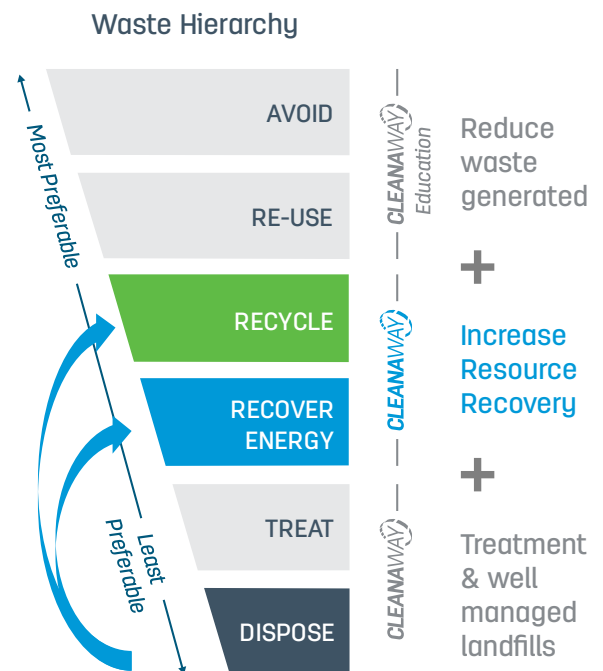 Waste Hierarchy
Most Preferable
Least
Preferable
AVOID
RE-USE
RECYCLE
RECOVER
ENERGY
TREAT
DISPOSE
CLEANAWAY
Education
CLEANAWAY
CLEANAWAY
Reduce
waste
generated
+
Increase
Resource
Recovery
+
Treatment
& well
managed
landfills